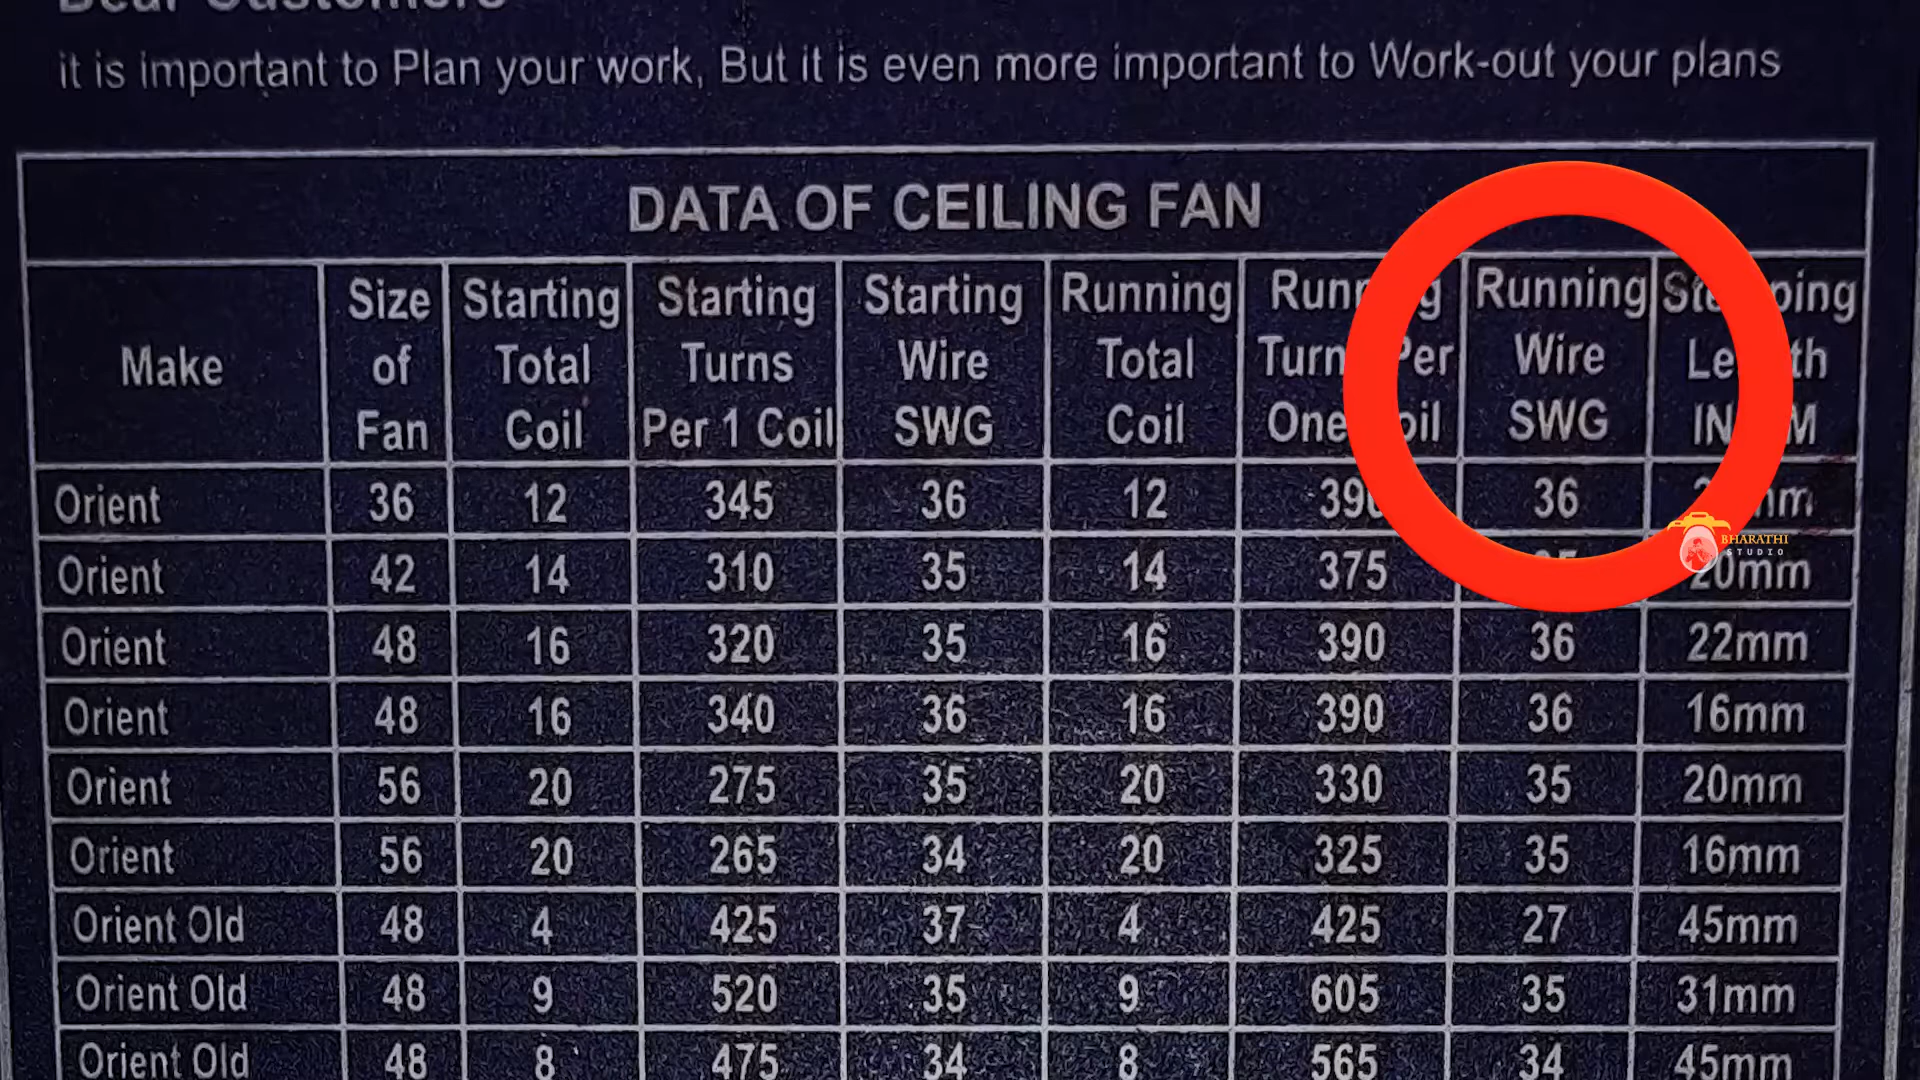 Dear Customers
it is important to Plan your work, But it is even more important to Work-out your plans
DATA OF CEILING FAN
Make Size of Fan Starting Total Coil Starting Turns Per 1 Coil Starting Wire SWG Running Total Coil Per Running Wire SWG
Orient 36 12 345 36 12 36
Orient 42 14 310 35 14 375 20mm
Orient 48 16 320 35 16 390 36 22mm
Orient 48 16 340 36 16 390 36 16mm
Orient 56 20 275 35 20 330 35 20mm
Orient 56 20 265 34 20 325 35 16mm
Orient Old 48 4 425 37 4 425 27 45mm
Orient Old 48 9 520 35 9 605 35 31mm
Orient Old 48 8 475 34 8 565 34 45mm
BHARATHI
STUDIO